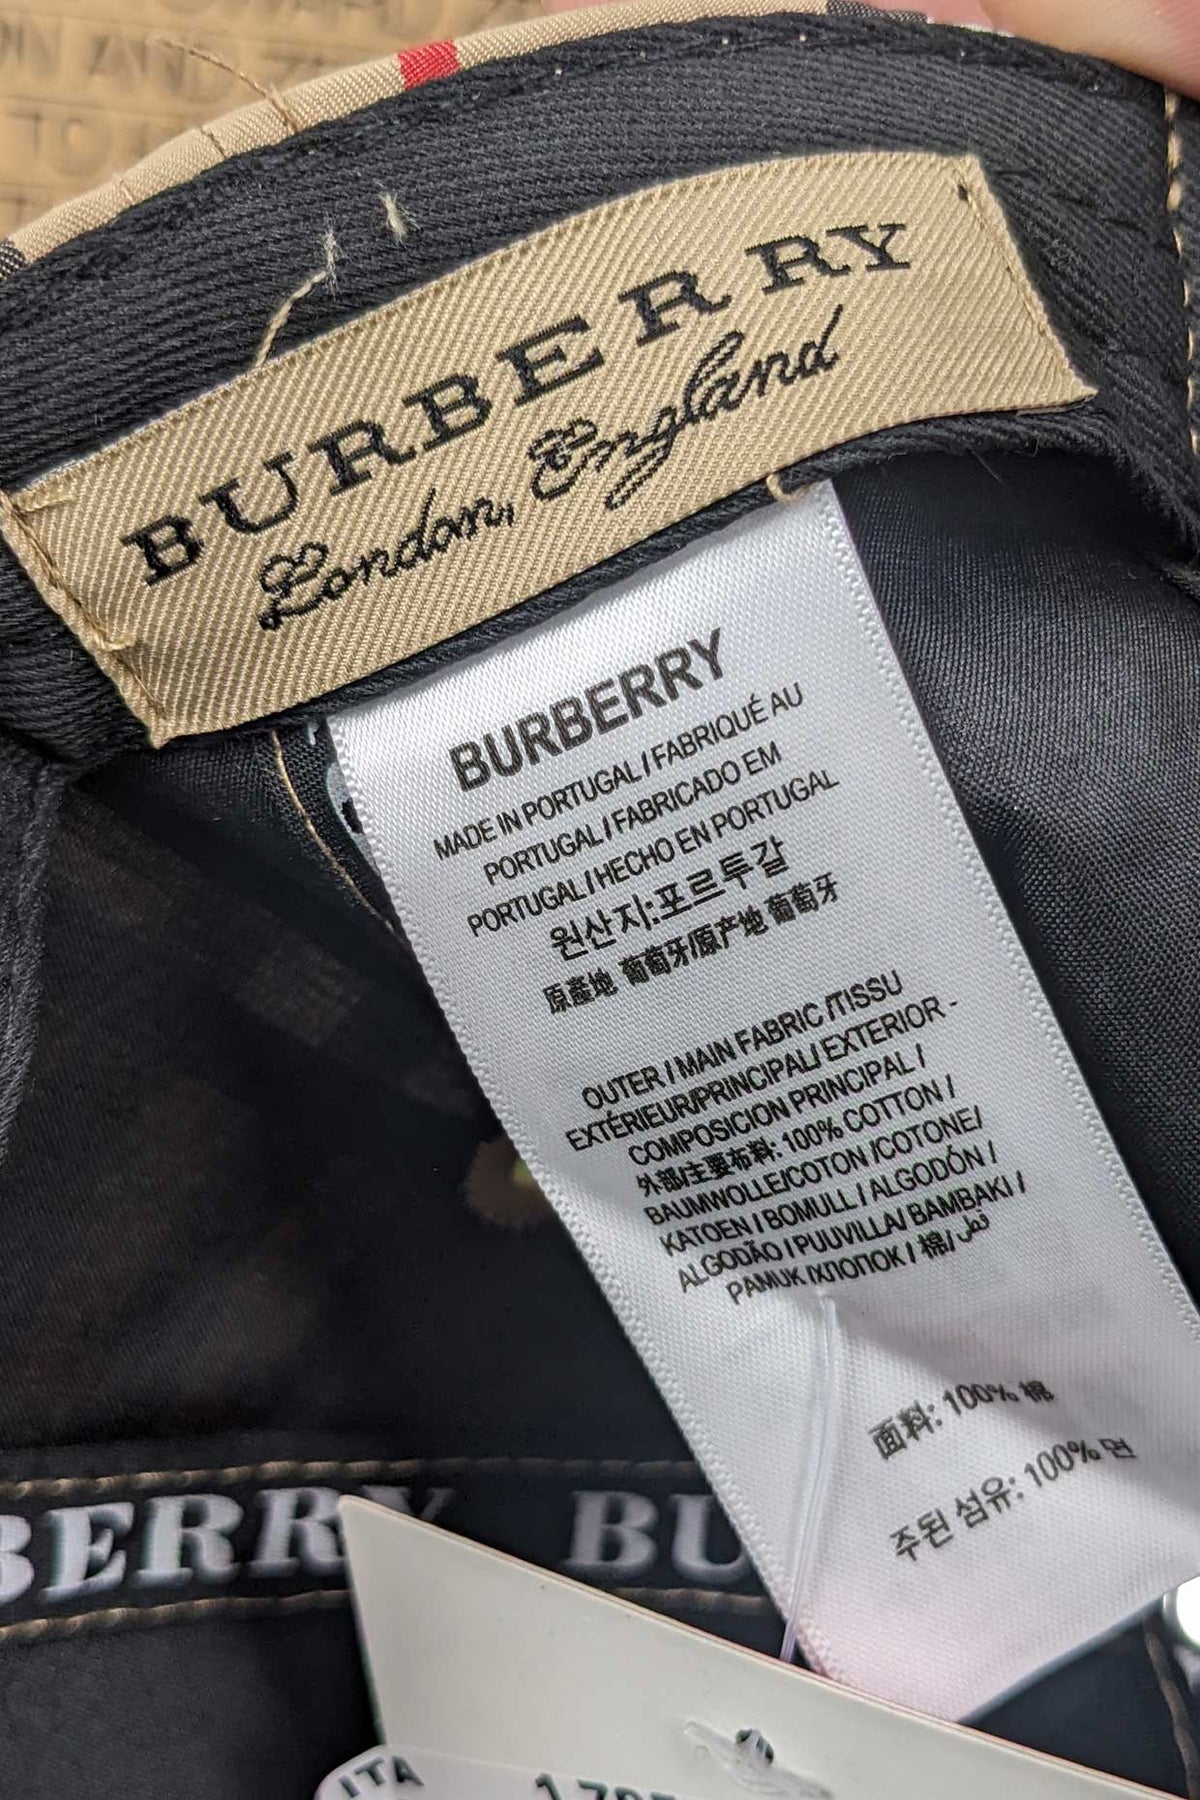 BURBERRY
London, England
BURBERRY
MADE IN PORTUGAL / FABRIQUÉ AU
PORTUGAL / FABRICADO EM
PORTUGAL / HECHO EN PORTUGAL
원산지:포르투갈
原產地 葡萄牙/原产地 葡萄牙
OUTER / MAIN FABRIC /TISSU
EXTÉRIEUR/PRINCIPAL/ EXTERIOR -
COMPOSICION PRINCIPAL /
外部/主要布料: 100% COTTON /
BAUMWOLLE/COTON /COTONE/
KATOEN / BOMULL / ALGODÓN /
ALGODÃO / PUUVILLA/ BAMBAKI /
PAMUK /ХЛОПОК / 棉/ قطن
面料: 100% 棉
주된 섬유: 100% 면
BERRY BU
ITA